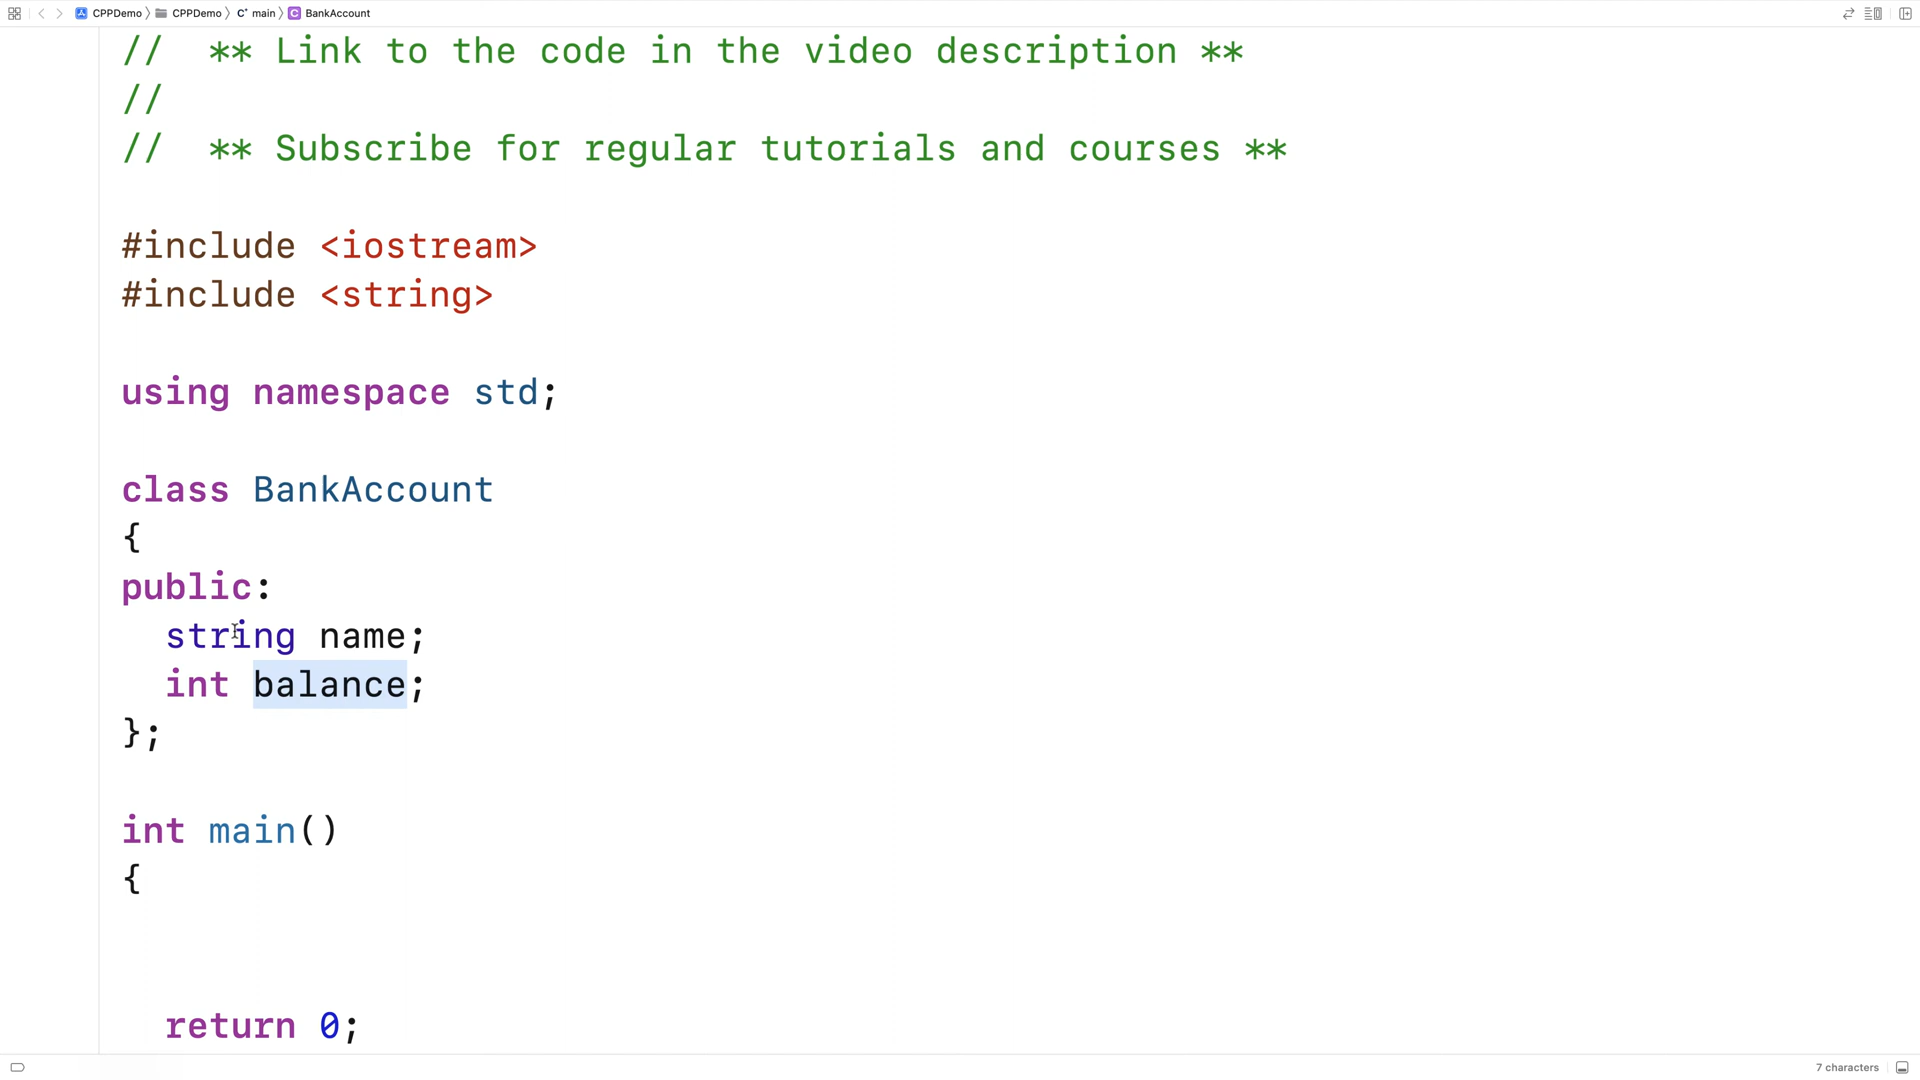 CPPDemo CPPDemo C+ main C BankAccount
//  ** Link to the code in the video description **
//
//  ** Subscribe for regular tutorials and courses **
#include <iostream>
#include <string>
using namespace std;
class BankAccount
{
public:
  string name;
  int balance;
};
int main()
{
  return 0;
7 characters